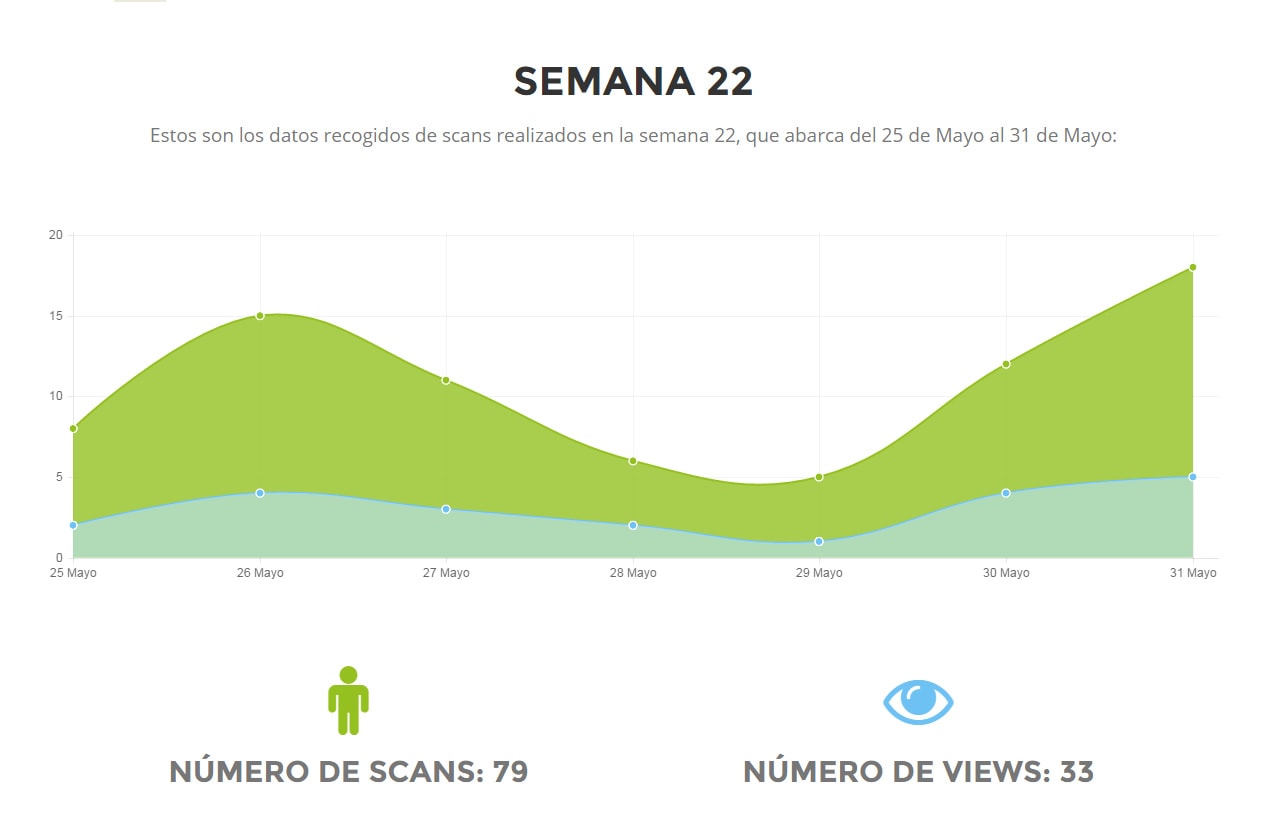 SEMANA 22
Estos son los datos recogidos de scans realizados en la semana 22, que abarca del 25 de Mayo al 31 de Mayo:
20
15
10
5
0
25 Mayo 26 Mayo 27 Mayo 28 Mayo 29 Mayo 30 Mayo 31 Mayo
NÚMERO DE SCANS: 79 NÚMERO DE VIEWS: 33